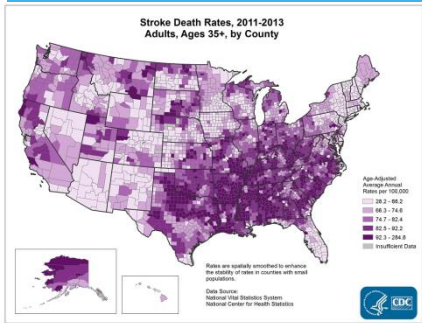 Stroke Death Rates, 2011-2013
Adults, Ages 35+, by County
Age-Adjusted
Average Annual
Rates per 100,000
28.2 - 66.2
66.3 - 74.6
74.7 - 82.4
82.5 - 92.2
92.3 - 284.8
Insufficient Data
Rates are spatially smoothed to enhance
the stability of rates in counties with small
populations.
Data Source:
National Vital Statistics System
National Center for Health Statistics
CDC